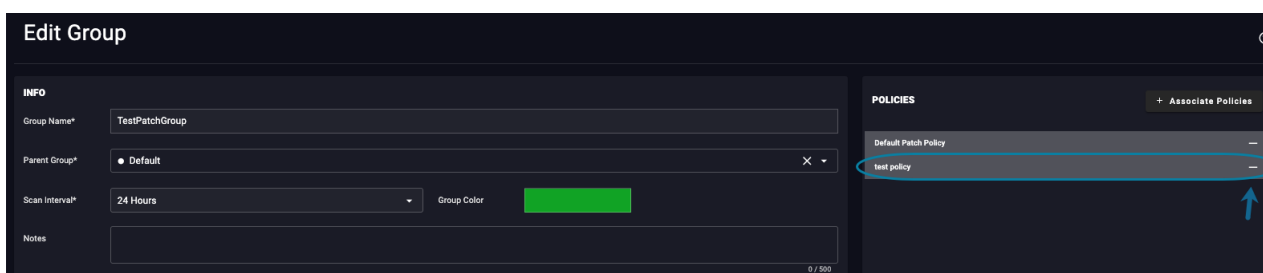 Edit Group
INFO
Group Name*
TestPatchGroup
Parent Group*
Default
Scan Interval*
24 Hours
Group Color
Notes
0 / 500
POLICIES
+ Associate Policies
Default Patch Policy
test policy